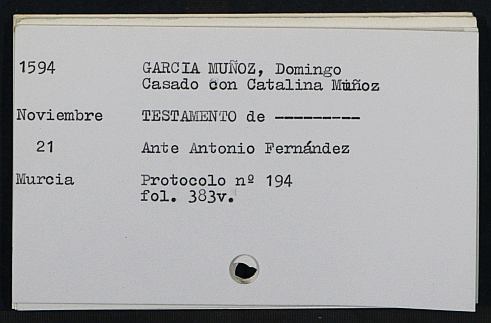 1594 GARCIA MUÑOZ, Domingo
Casado con Catalina Muñoz
Noviembre TESTAMENTO de ---------
21 Ante Antonio Fernández
Murcia Protocolo nº 194
fol. 383v.